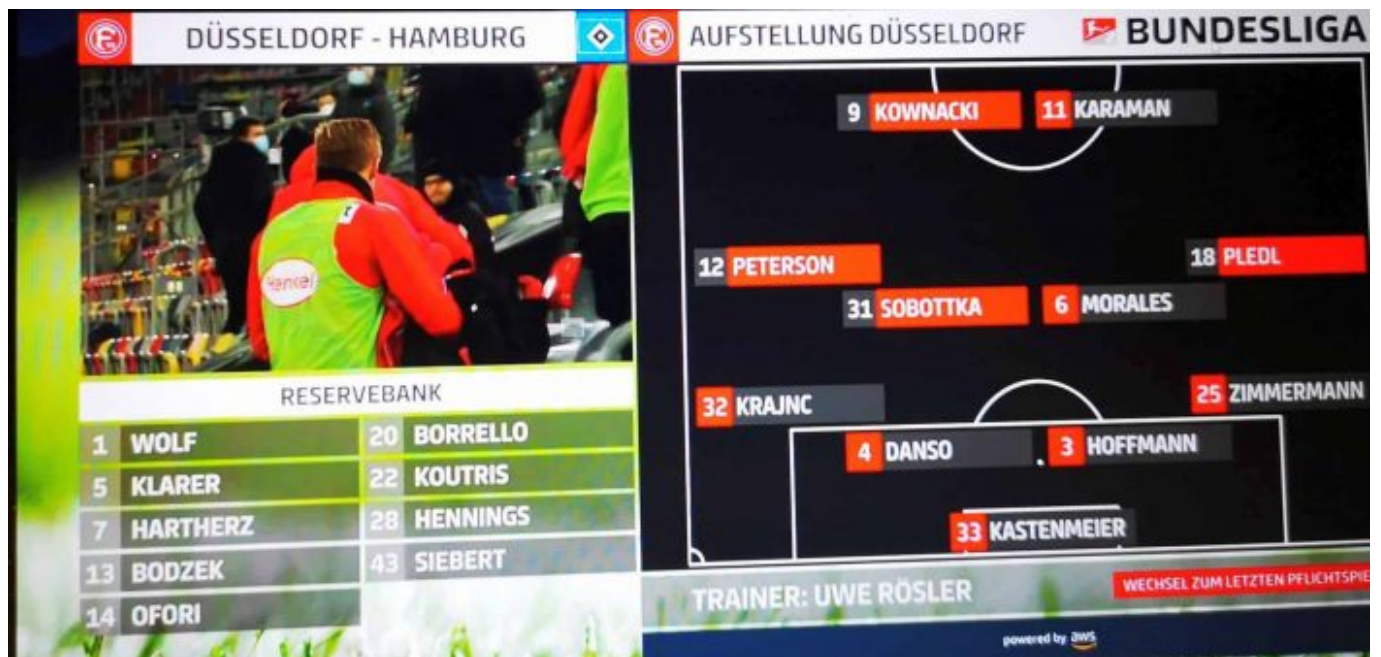 DÜSSELDORF - HAMBURG
Henkel
RESERVEBANK
1 WOLF
5 KLARER
7 HARTHERZ
13 BODZEK
14 OFORI
20 BORRELLO
22 KOUTRIS
28 HENNINGS
43 SIEBERT
AUFSTELLUNG DÜSSELDORF
BUNDESLIGA
9 KOWNACKI 11 KARAMAN
12 PETERSON 18 PLEDL
31 SOBOTTKA 6 MORALES
32 KRAJNC 25 ZIMMERMANN
4 DANSO 3 HOFFMANN
33 KASTENMEIER
TRAINER: UWE RÖSLER
WECHSEL ZUM LETZTEN PFLICHTSPIE
powered by aws